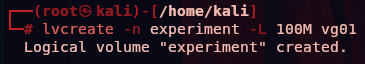 ┌──(root㉿kali)-[/home/kali]
└─# lvcreate -n experiment -L 100M vg01
Logical volume "experiment" created.